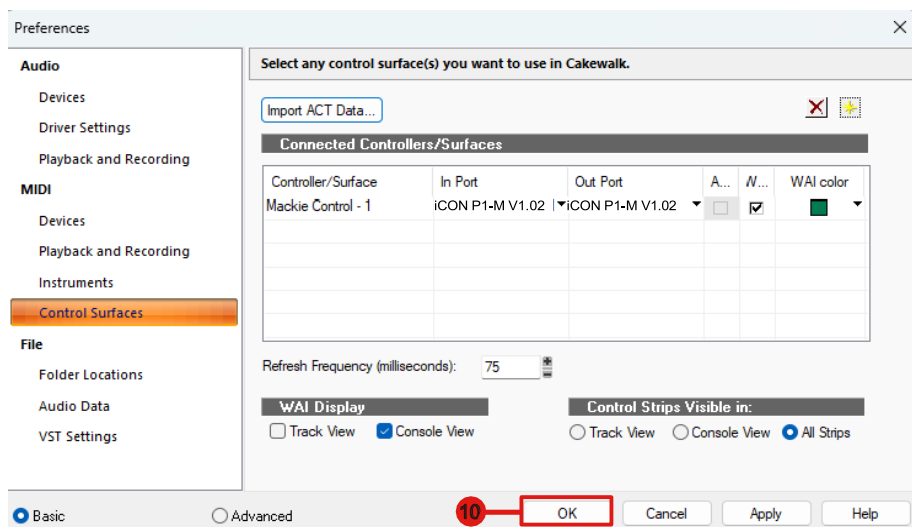 Preferences
Audio
Devices
Driver Settings
Playback and Recording
MIDI
Devices
Playback and Recording
Instruments
Control Surfaces
File
Folder Locations
Audio Data
VST Settings
Basic
Advanced
Select any control surface(s) you want to use in Cakewalk.
Import ACT Data...
Connected Controllers/Surfaces
Controller/Surface In Port Out Port A... W... WAI color
Mackie Control - 1 iCON P1-M V1.02 iCON P1-M V1.02
Refresh Frequency (milliseconds): 75
WAI Display
Track View Console View
Control Strips Visible in:
Track View Console View All Strips
10 OK Cancel Apply Help